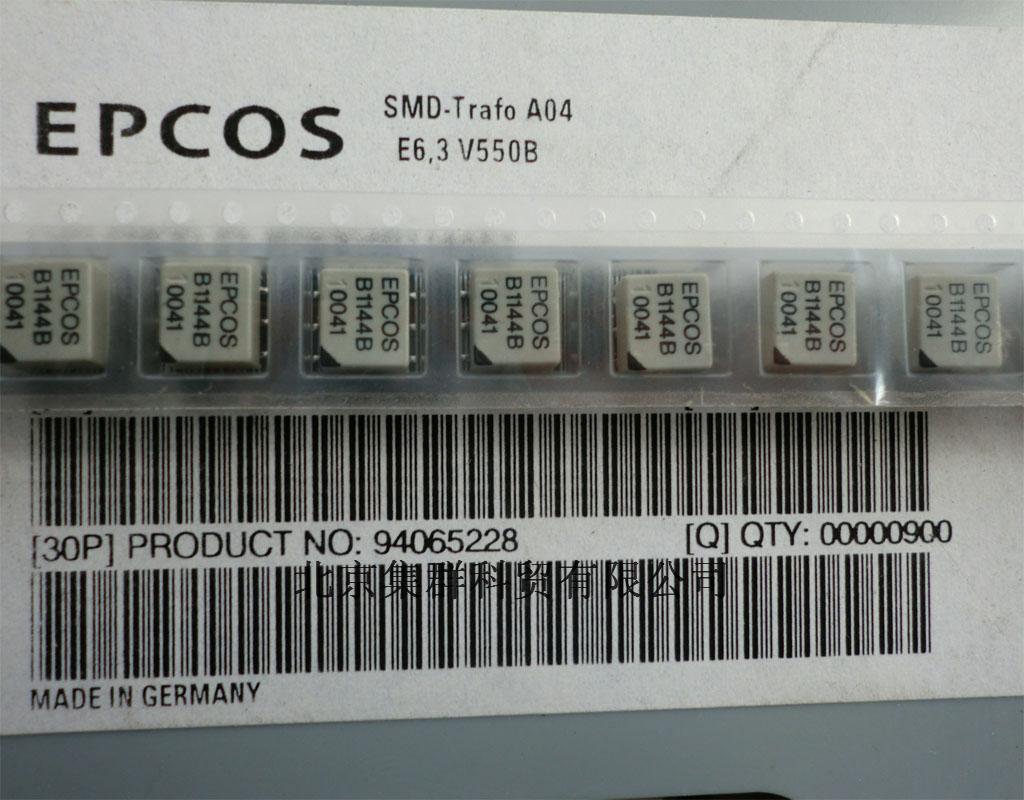 EPCOS
SMD-Trafo A04
E6,3 V550B
EPCOS
B1144B
10041
EPCOS
B1144B
10041
EPCOS
B1144B
10041
EPCOS
B1144B
10041
EPCOS
B1144B
10041
EPCOS
B1144B
10041
EPCOS
B1144B
10041
[30P] PRODUCT NO: 94065228
[Q] QTY: 00000900
北京集群科贸有限公司
MADE IN GERMANY